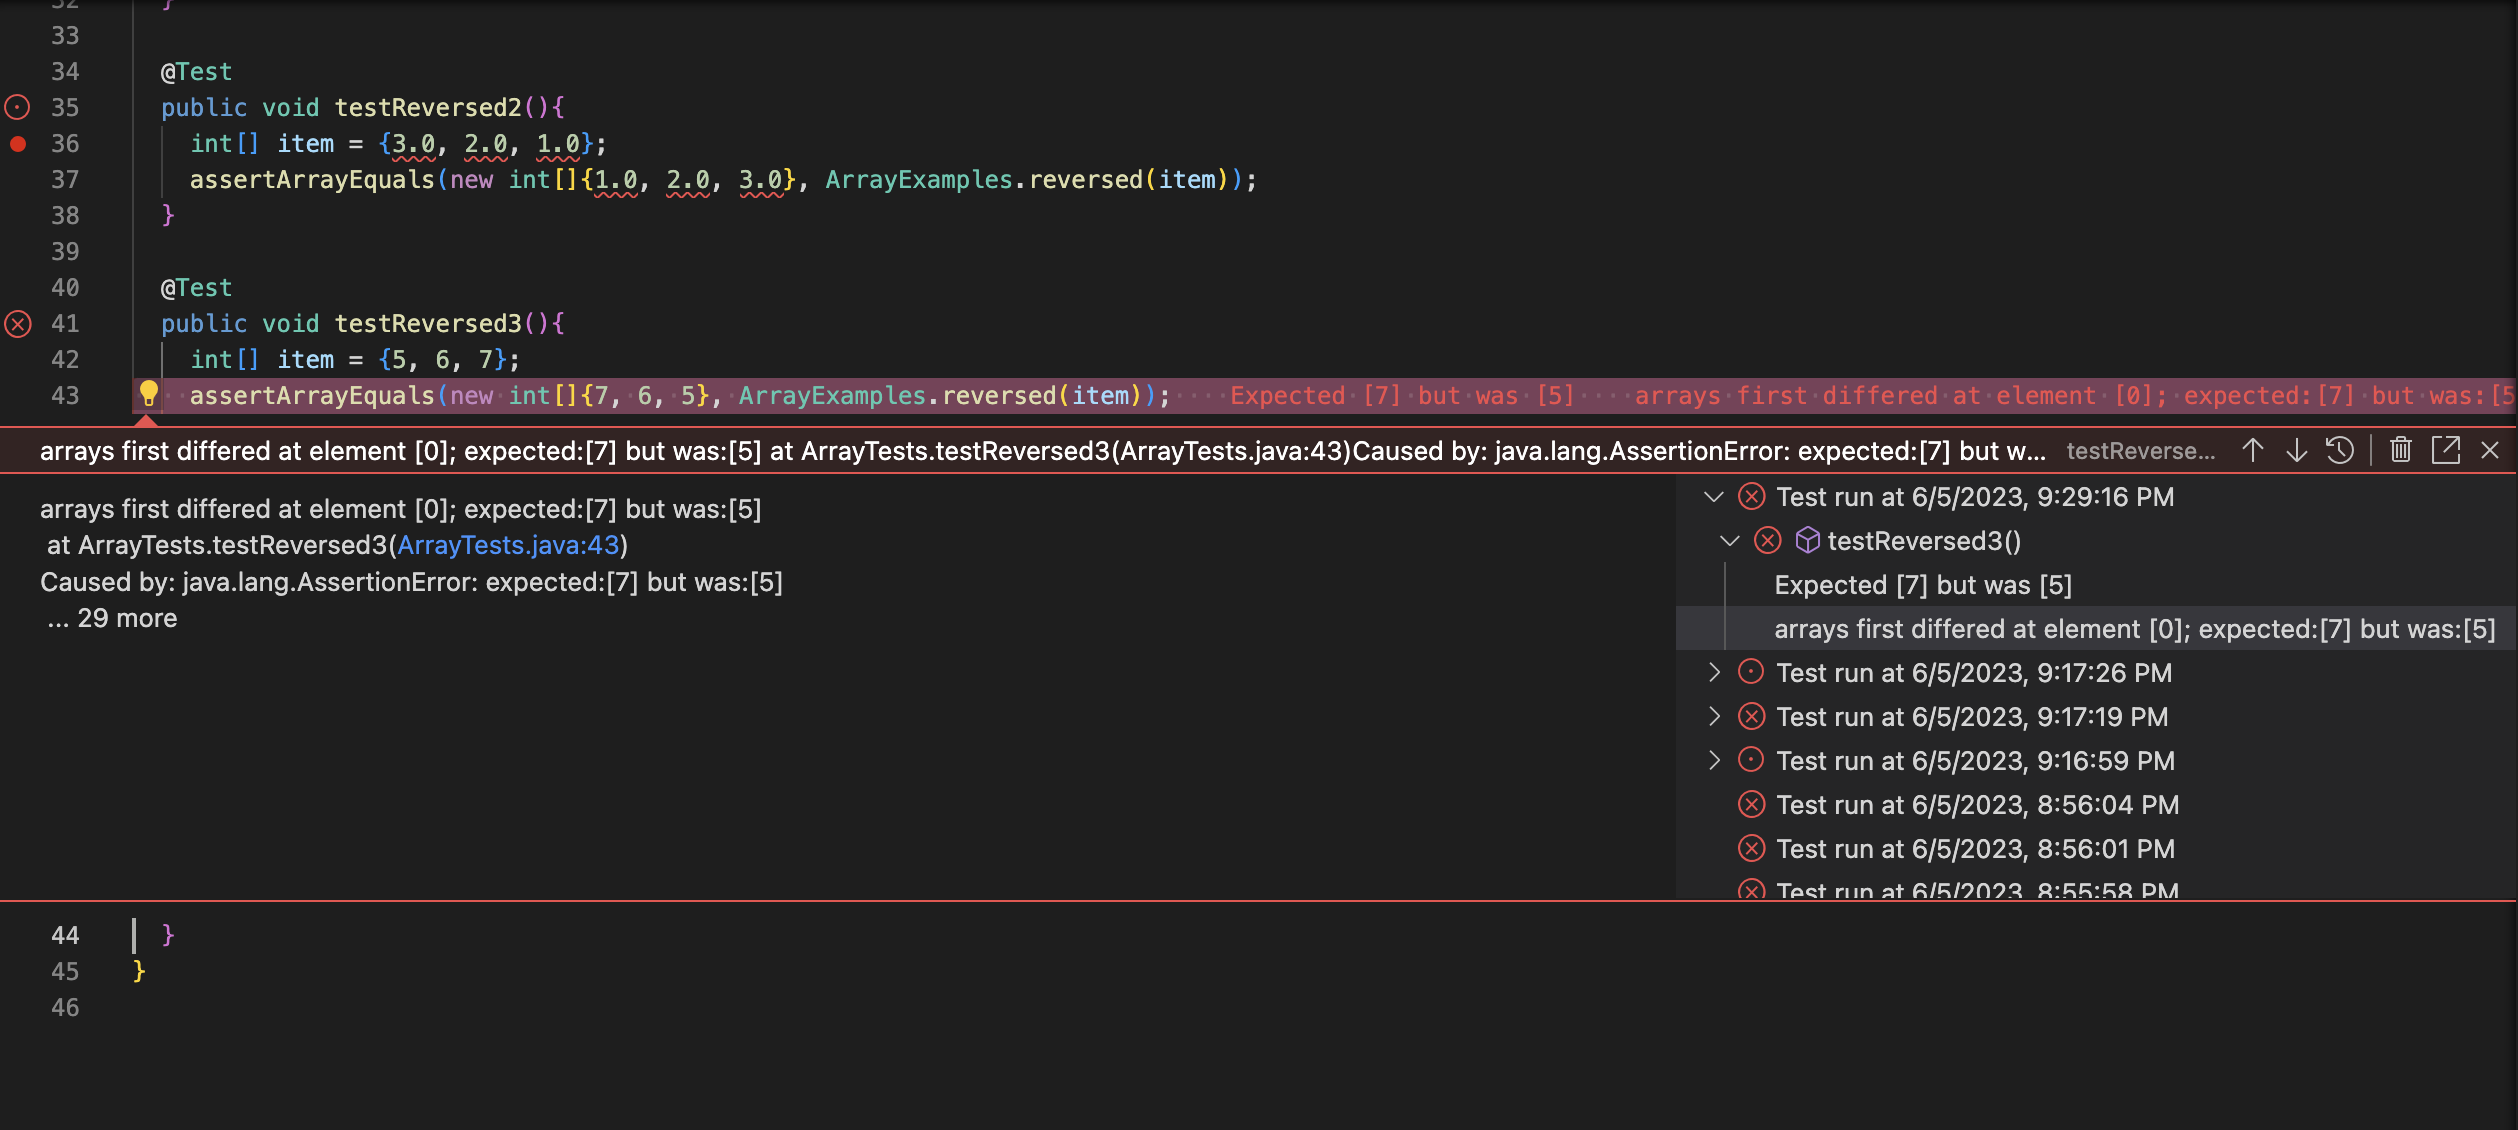 32 }
33
34 @Test
35 public void testReversed2(){
36 int[] item = {3.0, 2.0, 1.0};
37 assertArrayEquals(new int[]{1.0, 2.0, 3.0}, ArrayExamples.reversed(item));
38 }
39
40 @Test
41 public void testReversed3(){
42 int[] item = {5, 6, 7};
43 assertArrayEquals(new int[]{7, 6, 5}, ArrayExamples.reversed(item)); Expected [7] but was [5] arrays first differed at element [0]; expected:[7] but was:[5
arrays first differed at element [0]; expected:[7] but was:[5] at ArrayTests.testReversed3(ArrayTests.java:43)Caused by: java.lang.AssertionError: expected:[7] but w... testReverse...
arrays first differed at element [0]; expected:[7] but was:[5]
at ArrayTests.testReversed3(ArrayTests.java:43)
Caused by: java.lang.AssertionError: expected:[7] but was:[5]
... 29 more
Test run at 6/5/2023, 9:29:16 PM
testReversed3()
Expected [7] but was [5]
arrays first differed at element [0]; expected:[7] but was:[5]
Test run at 6/5/2023, 9:17:26 PM
Test run at 6/5/2023, 9:17:19 PM
Test run at 6/5/2023, 9:16:59 PM
Test run at 6/5/2023, 8:56:04 PM
Test run at 6/5/2023, 8:56:01 PM
Test run at 6/5/2023, 8:55:58 PM
44 }
45 }
46